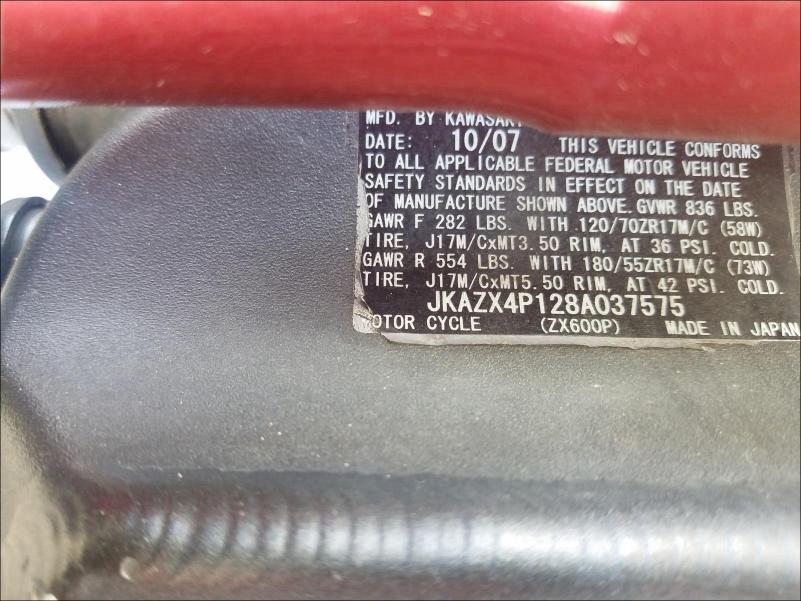 MFD. BY KAWASAKI
DATE: 10/07 THIS VEHICLE CONFORMS
TO ALL APPLICABLE FEDERAL MOTOR VEHICLE
SAFETY STANDARDS IN EFFECT ON THE DATE
OF MANUFACTURE SHOWN ABOVE.GVWR 836 LBS.
GAWR F 282 LBS. WITH 120/70ZR17M/C (58W)
TIRE, J17M/CxMT3.50 RIM, AT 36 PSI. COLD.
GAWR R 554 LBS. WITH 180/55ZR17M/C (73W)
TIRE, J17M/CxMT5.50 RIM, AT 42 PSI. COLD.
JKAZX4P128A037575
MOTOR CYCLE (ZX600P) MADE IN JAPAN